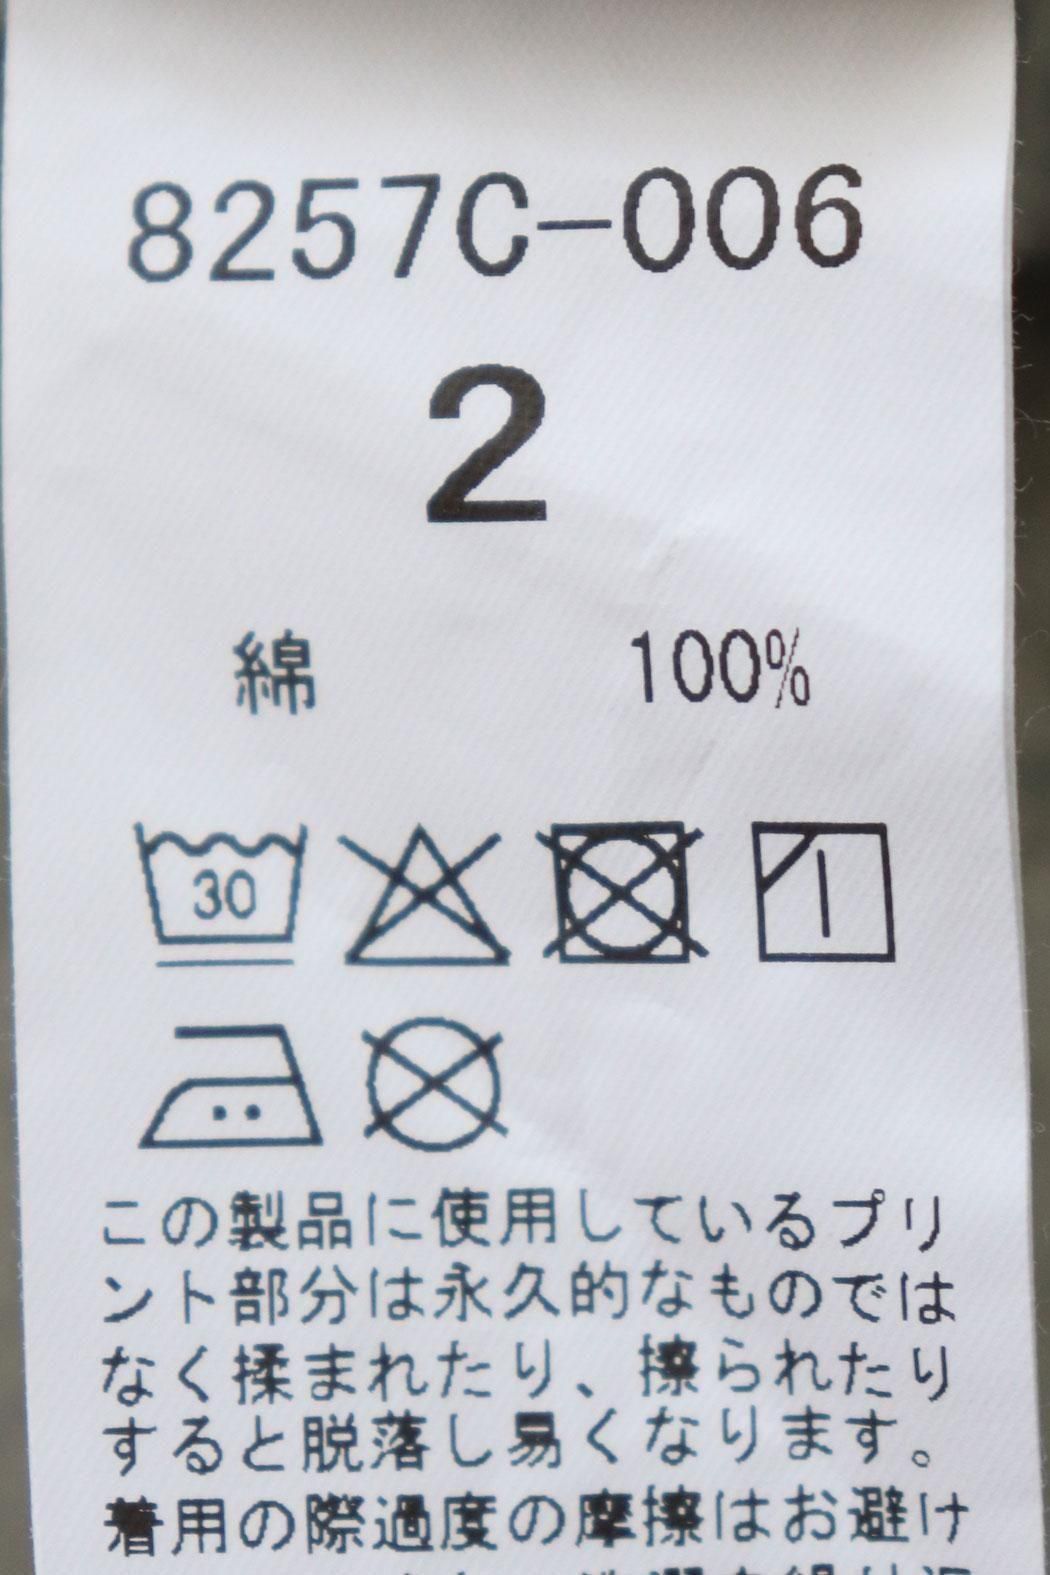 8257C-006
2
綿 100%
30
この製品に使用しているプリ
ント部分は永久的なものでは
なく揉まれたり、擦られたり
すると脱落し易くなります。
着用の際過度の摩擦はお避け